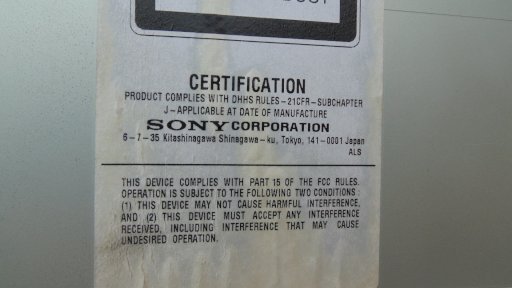 CERTIFICATION
PRODUCT COMPLIES WITH DHHS RULES-21CFR-SUBCHAPTER
J-APPLICABLE AT DATE OF MANUFACTURE
SONY CORPORATION
6-7-35 Kitashinagawa Shinagawa-ku, Tokyo, 141-0001 Japan
ALS
THIS DEVICE COMPLIES WITH PART 15 OF THE FCC RULES.
OPERATION IS SUBJECT TO THE FOLLOWING TWO CONDITIONS:
(1) THIS DEVICE MAY NOT CAUSE HARMFUL INTERFERENCE,
AND (2) THIS DEVICE MUST ACCEPT ANY INTERFERENCE
RECEIVED, INCLUDING INTERFERENCE THAT MAY CAUSE
UNDESIRED OPERATION.